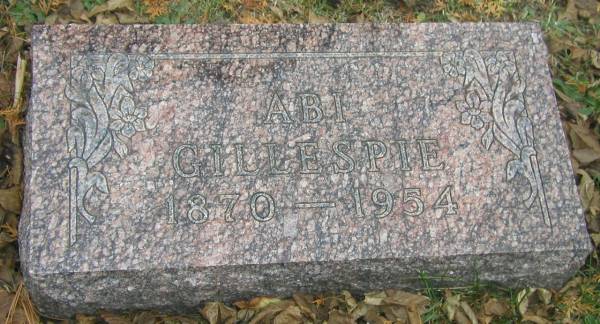 ABI
GILLESPIE
1870 — 1954